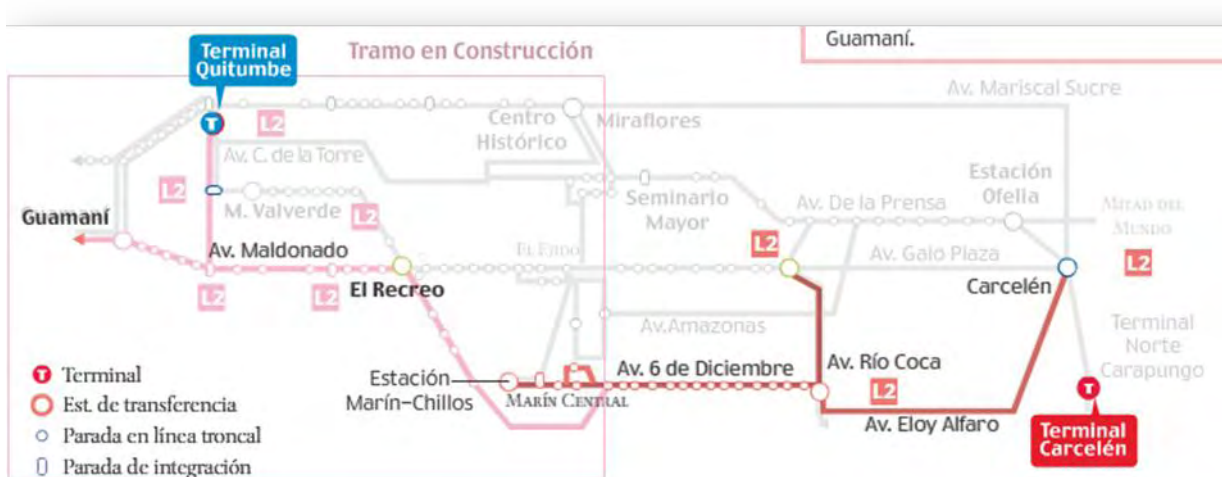 Guamaní.
Terminal
Quitumbe
Tramo en Construcción
Av. Mariscal Sucre
L2
Centro
Histórico
Miraflores
Av. C. de la Torre
L2
M. Valverde
L2
Seminario
Mayor
Av. De la Prensa
Estación
Ofelia
MITAD DEL
MUNDO
Guamaní
Av. Maldonado
EL EJIDO
L2
Av. Galo Plaza
L2
L2
L2
El Recreo
Carcelén
Av.Amazonas
Terminal
Norte
Carapungo
Estación
Marín-Chillos
MARÍN CENTRAL
Av. 6 de Diciembre
Av. Río Coca
L2
Av. Eloy Alfaro
T Terminal
Est. de transferencia
Parada en línea troncal
Parada de integración
T
T
Terminal
Carcelén